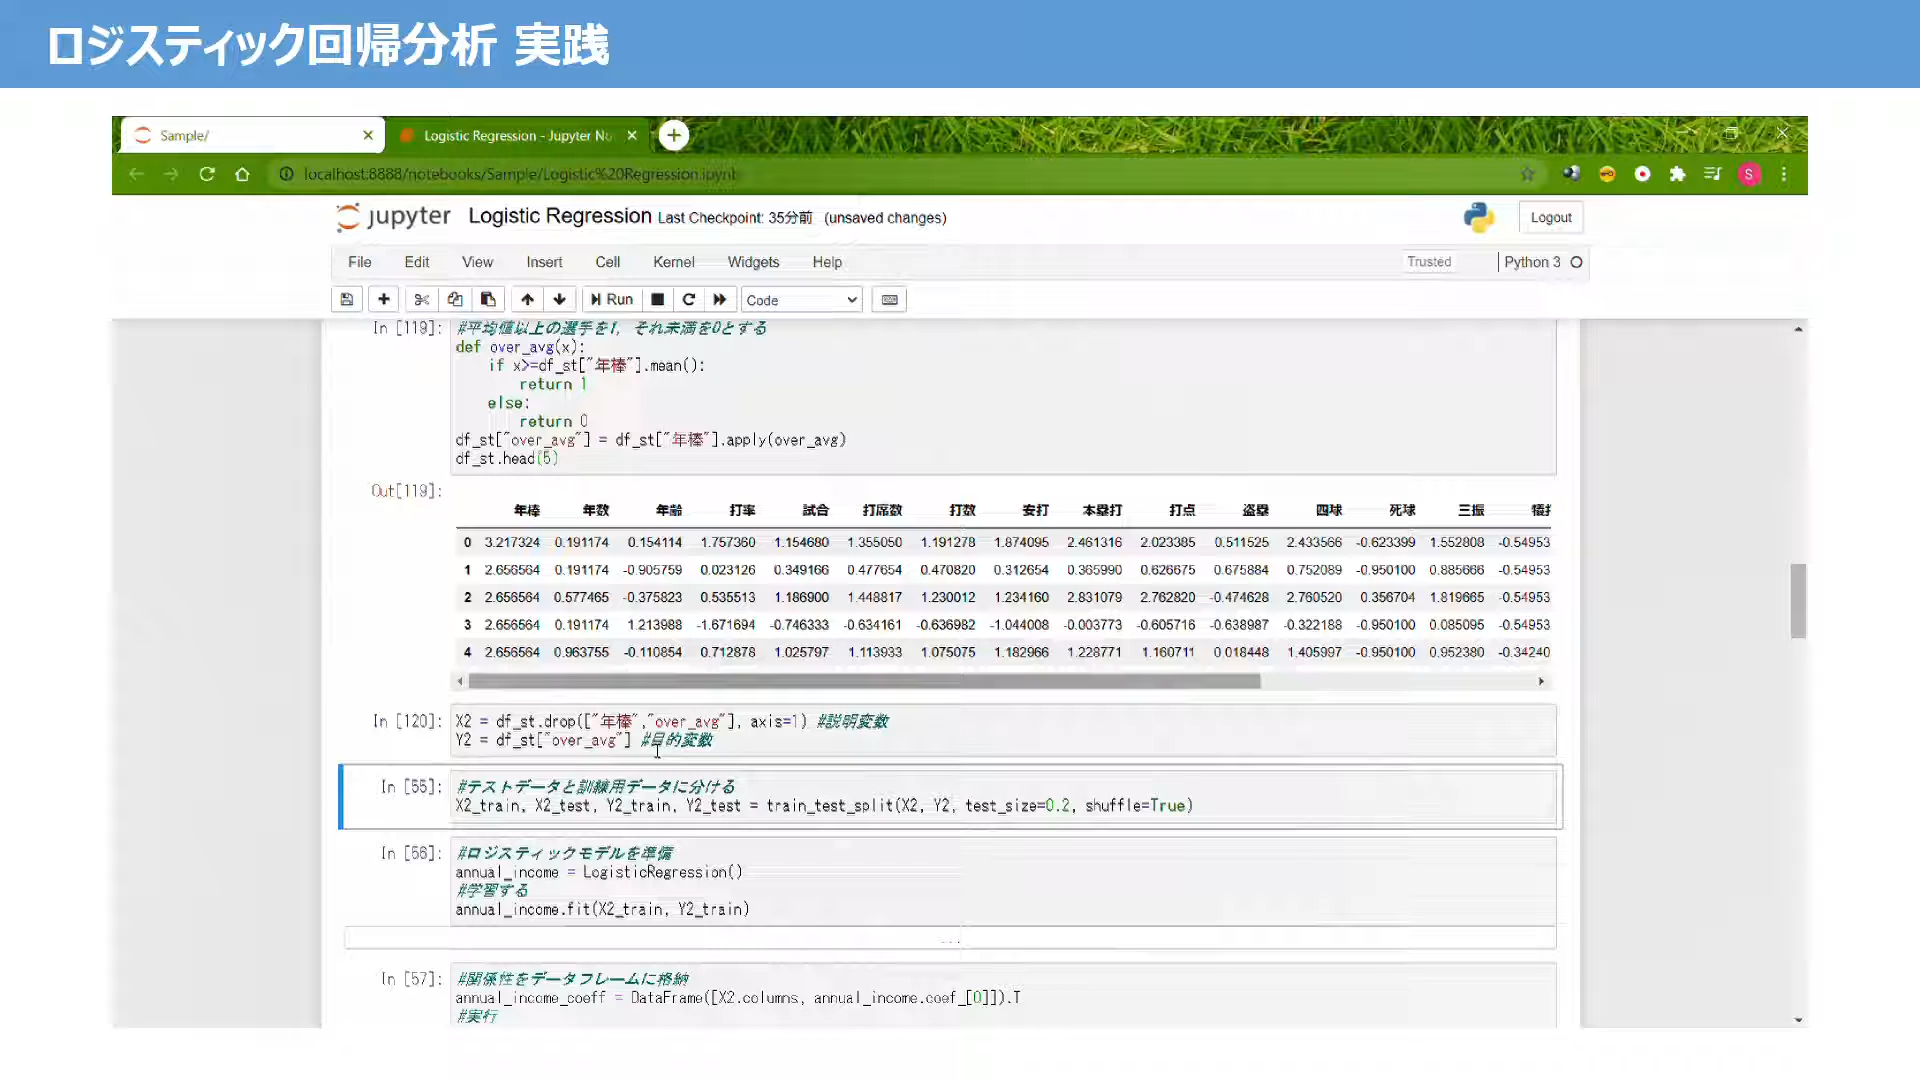 ロジスティック回帰分析 実践
Sample/
Logistic Regression - Jupyter No
localhost:8888/notebooks/Sample/Logistic%20Regression.ipynb
S
jupyter Logistic Regression Last Checkpoint: 35分前 (unsaved changes)
Logout
File Edit View Insert Cell Kernel Widgets Help
Trusted Python 3
Run Code
In [119]: #平均値以上の選手を1, それ未満を0とする
def over_avg(x):
if x>=df_st["年棒"].mean():
return 1
else:
return 0
df_st["over_avg"] = df_st["年棒"].apply(over_avg)
df_st.head(5)
Out[119]:
年棒 年数 年齢 打率 試合 打席数 打数 安打 本塁打 打点 盗塁 四球 死球 三振 犠打
0 3.217324 0.191174 0.154114 1.757360 1.154680 1.355050 1.191278 1.874095 2.461316 2.023385 0.511525 2.433566 -0.623399 1.552808 -0.54953
1 2.656564 0.191174 -0.905759 0.023126 0.349166 0.477654 0.470820 0.312654 0.365990 0.626675 0.675884 0.752089 -0.950100 0.885666 -0.54953
2 2.656564 0.577465 -0.375823 0.535513 1.186900 1.448817 1.230012 1.234160 2.831079 2.762820 -0.474628 2.760520 0.356704 1.819665 -0.54953
3 2.656564 0.191174 1.213988 -1.671694 -0.746333 -0.634161 -0.636982 -1.044008 -0.003773 -0.605716 -0.638987 -0.322188 -0.950100 0.085095 -0.54953
4 2.656564 0.963755 -0.110854 0.712878 1.025797 1.113933 1.075075 1.182966 1.228771 1.160711 0.018448 1.405997 -0.950100 0.952380 -0.34240
In [120]: X2 = df_st.drop(["年棒","over_avg"], axis=1) #説明変数
Y2 = df_st["over_avg"] #目的変数
In [55]: #テストデータと訓練用データに分ける
X2_train, X2_test, Y2_train, Y2_test = train_test_split(X2, Y2, test_size=0.2, shuffle=True)
In [56]: #ロジスティックモデルを準備
annual_income = LogisticRegression()
#学習する
annual_income.fit(X2_train, Y2_train)
...
In [57]: #関係性をデータフレームに格納
annual_income_coeff = DataFrame([X2.columns, annual_income.coef_[0]]).T
#実行